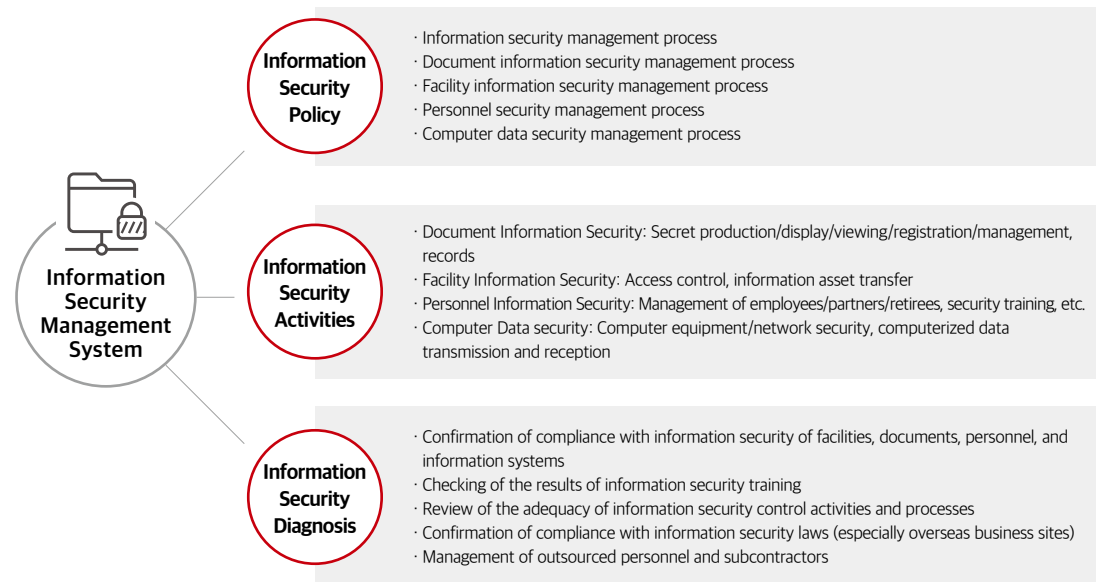 Information
Security
Management
System
Information
Security
Policy
· Information security management process
· Document information security management process
· Facility information security management process
· Personnel security management process
· Computer data security management process
Information
Security
Activities
· Document Information Security: Secret production/display/viewing/registration/management,
records
· Facility Information Security: Access control, information asset transfer
· Personnel Information Security: Management of employees/partners/retirees, security training, etc.
· Computer Data security: Computer equipment/network security, computerized data
transmission and reception
Information
Security
Diagnosis
· Confirmation of compliance with information security of facilities, documents, personnel, and
information systems
· Checking of the results of information security training
· Review of the adequacy of information security control activities and processes
· Confirmation of compliance with information security laws (especially overseas business sites)
· Management of outsourced personnel and subcontractors